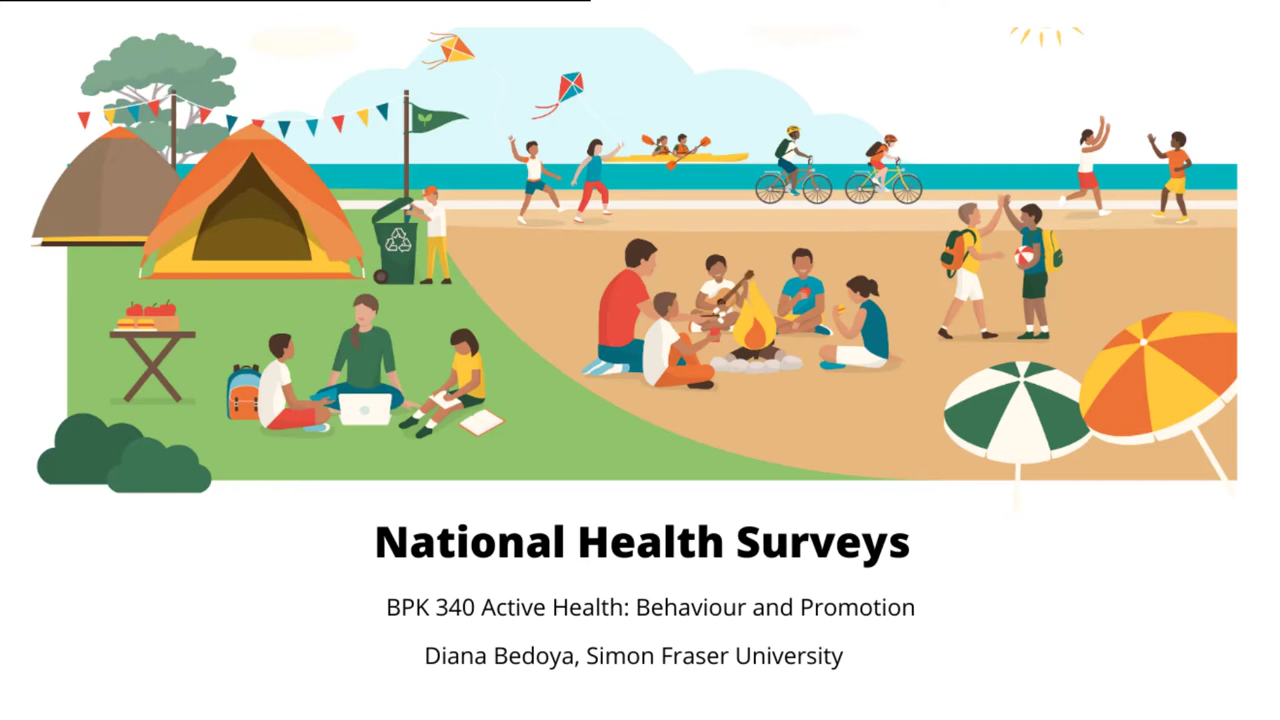 National Health Surveys
BPK 340 Active Health: Behaviour and Promotion
Diana Bedoya, Simon Fraser University